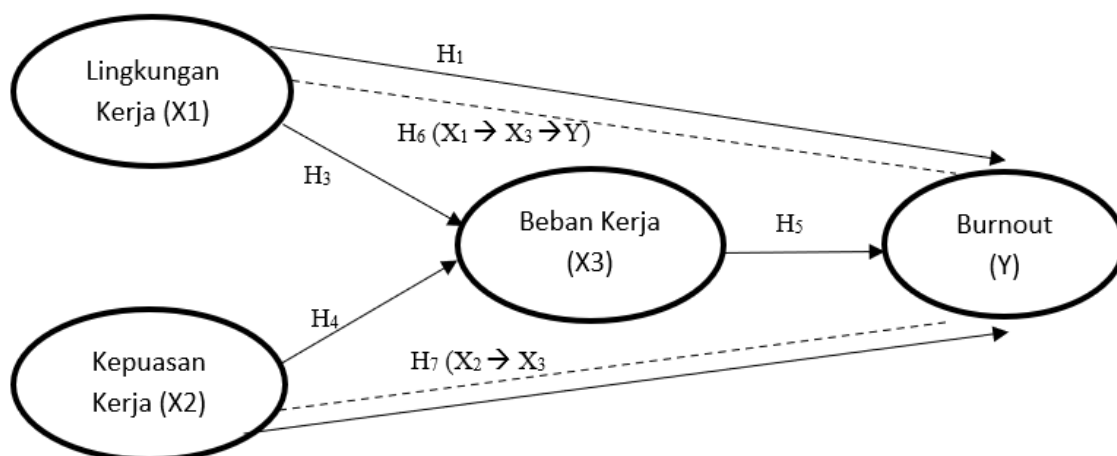 Lingkungan
Kerja (X1)
H₁
H₆ (X₁ → X₃ →Y)
H₃
Beban Kerja
(X3)
H₅
Burnout
(Y)
H₄
Kepuasan
Kerja (X2)
H₇ (X₂ → X₃